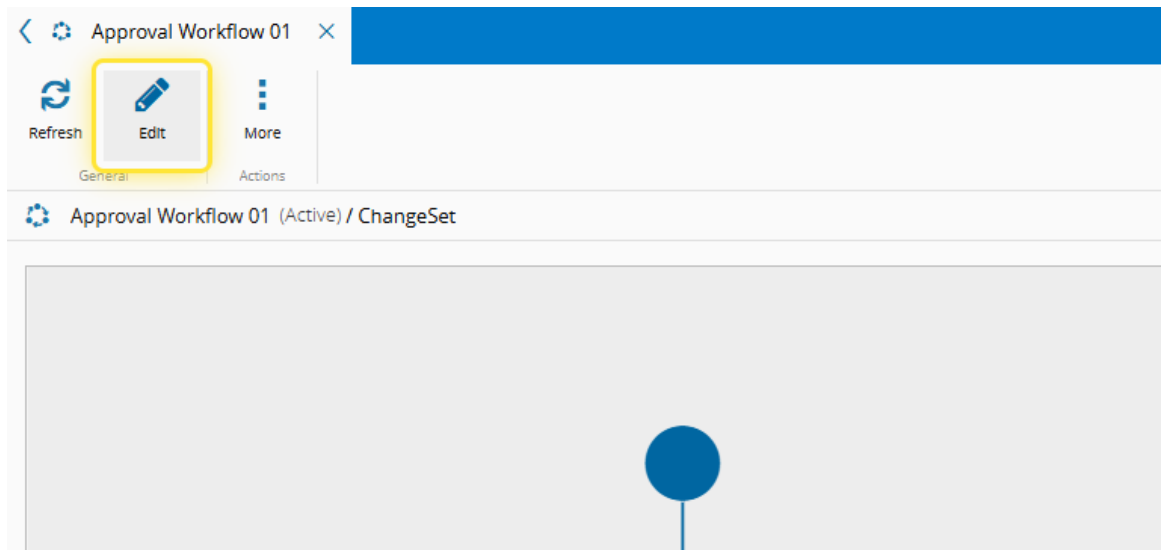 Approval Workflow 01
Refresh Edit More
General Actions
Approval Workflow 01 (Active) / ChangeSet